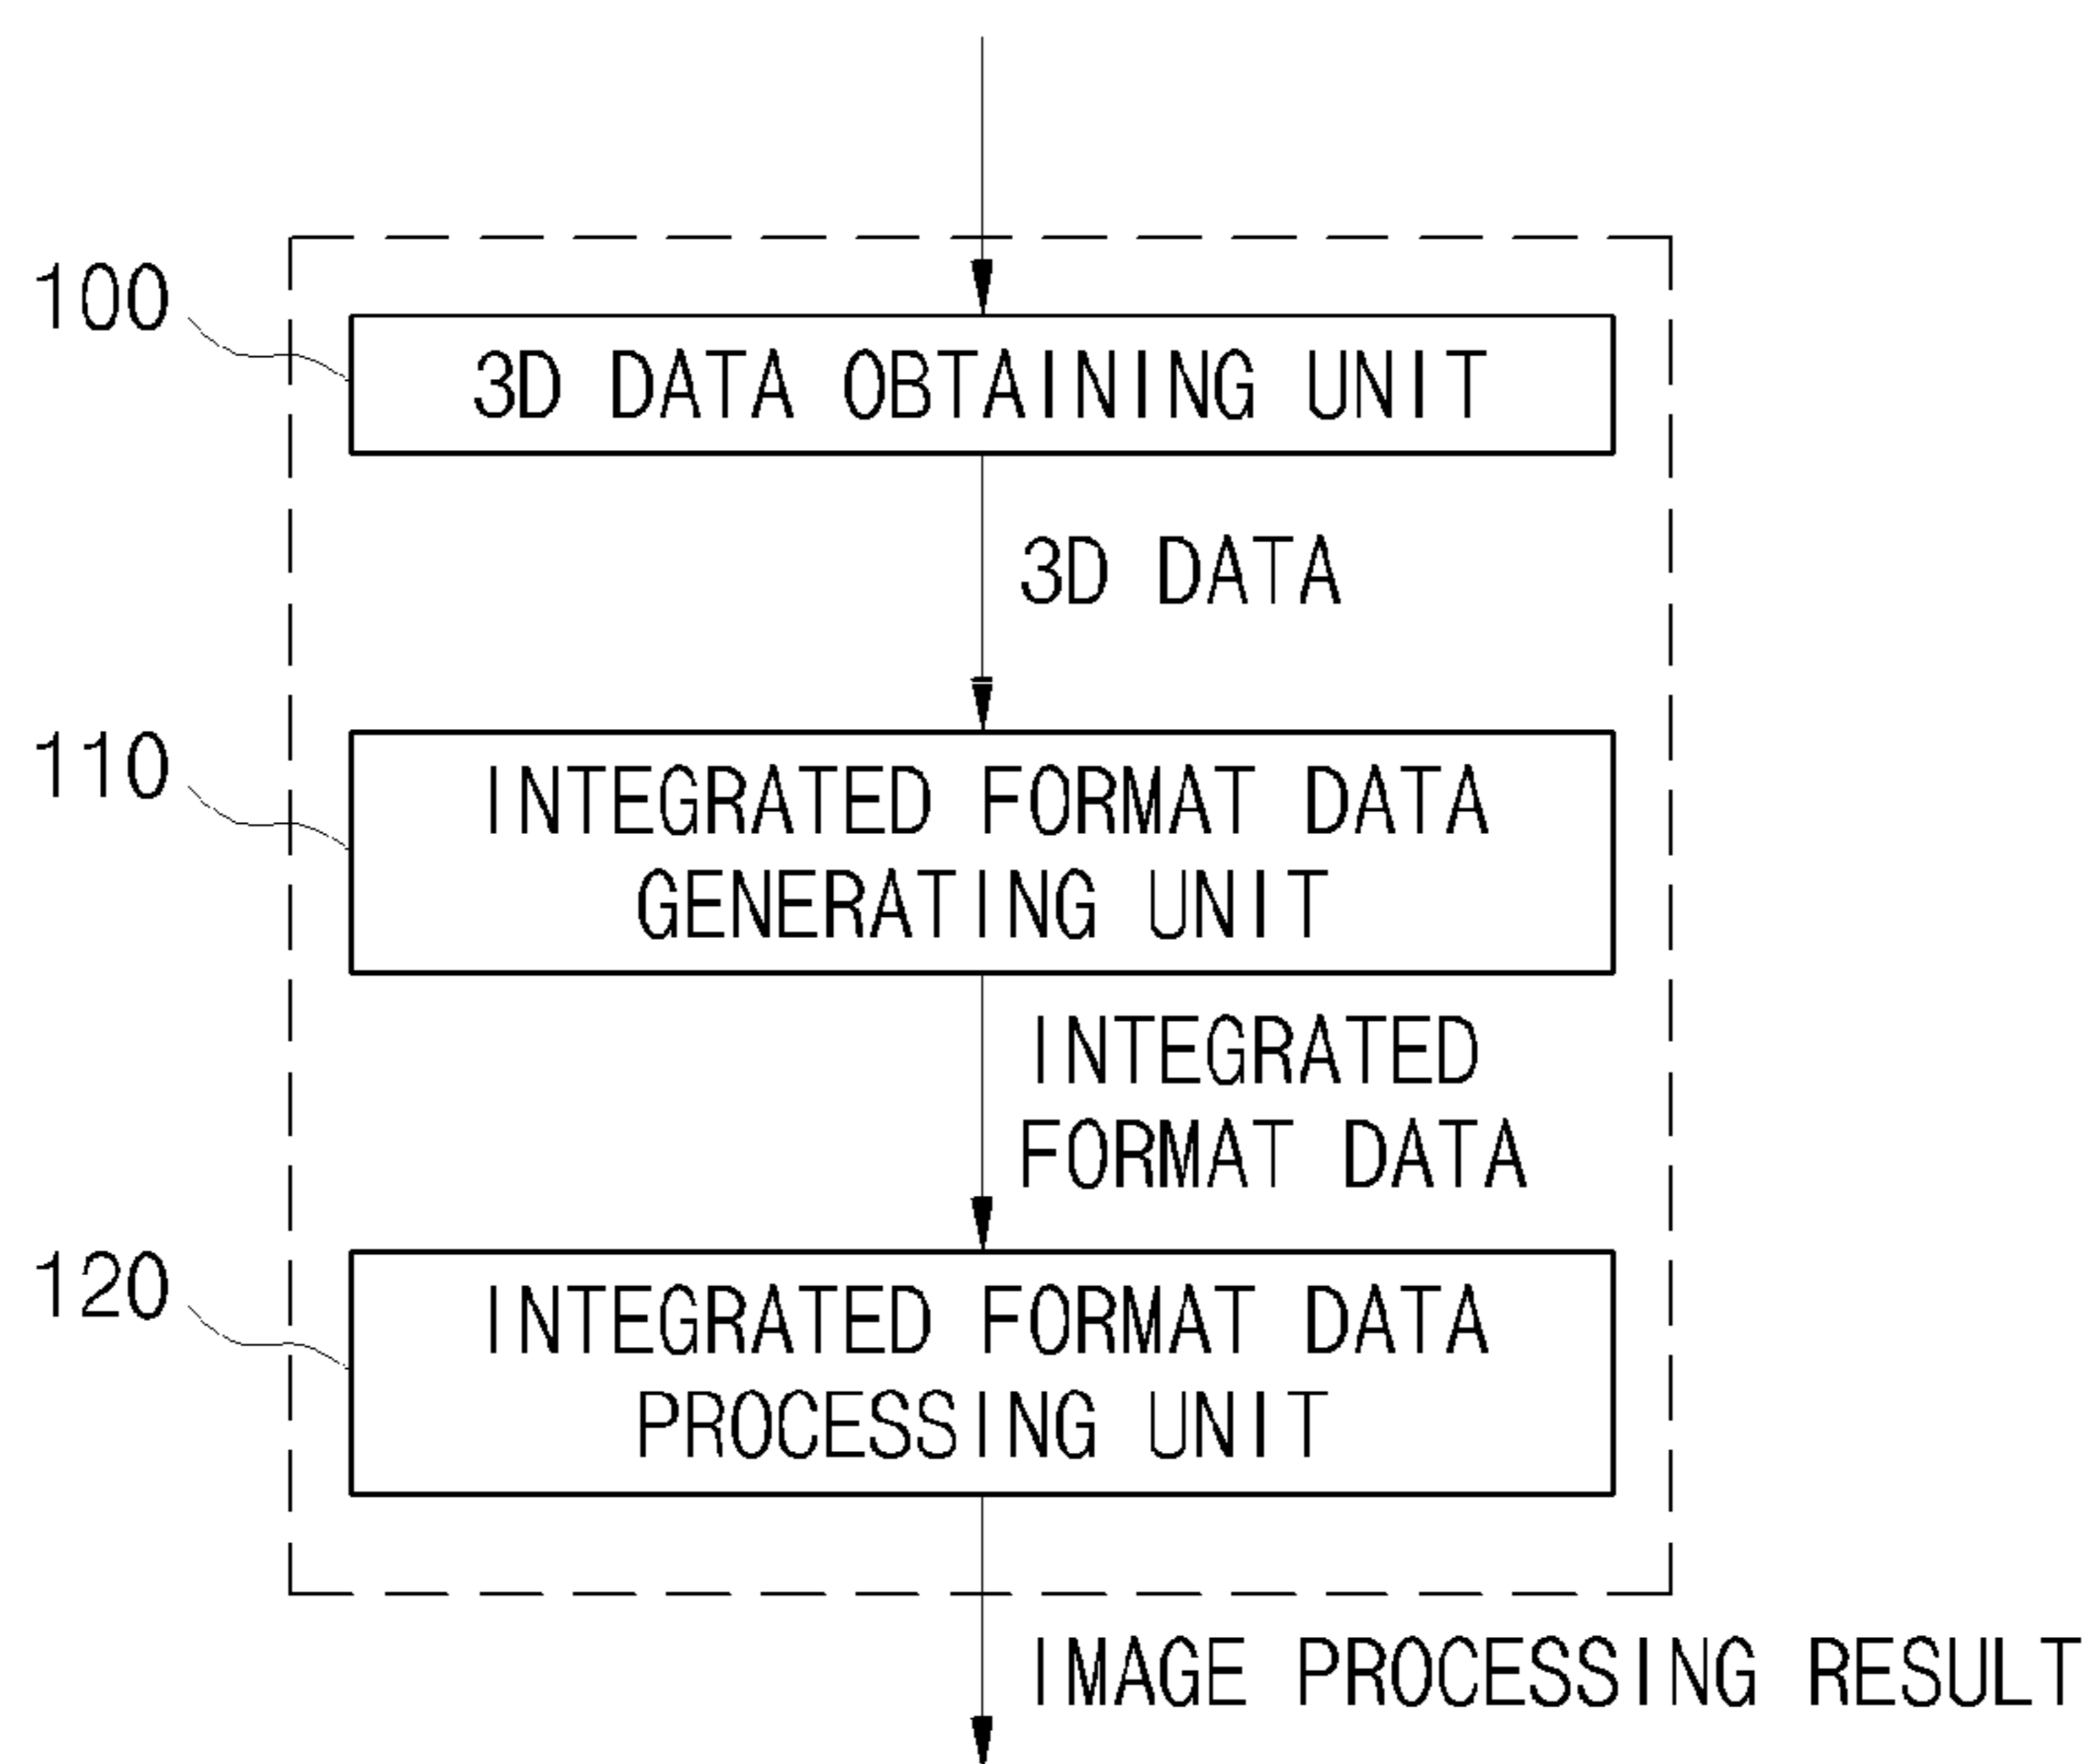 100
3D DATA OBTAINING UNIT
3D DATA
110
INTEGRATED FORMAT DATA
GENERATING UNIT
INTEGRATED
FORMAT DATA
120
INTEGRATED FORMAT DATA
PROCESSING UNIT
IMAGE PROCESSING RESULT